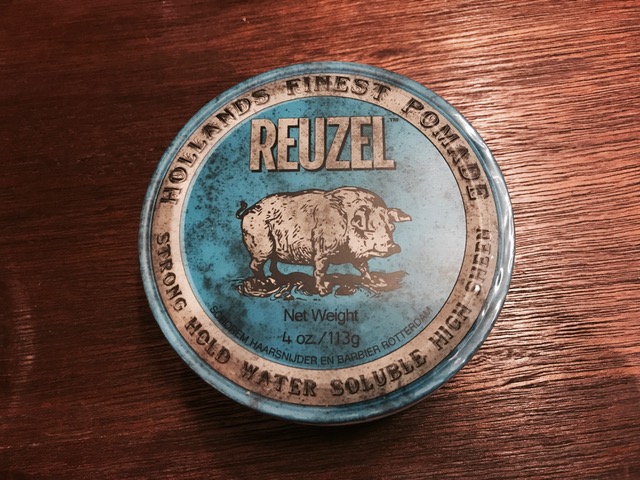 HOLLANDS FINEST POMADE
REUZEL™
Net Weight
4 oz./113g
SCHOREM HAARSNIJDER EN BARBIER ROTTERDAM
STRONG HOLD WATER SOLUBLE HIGH SHEEN